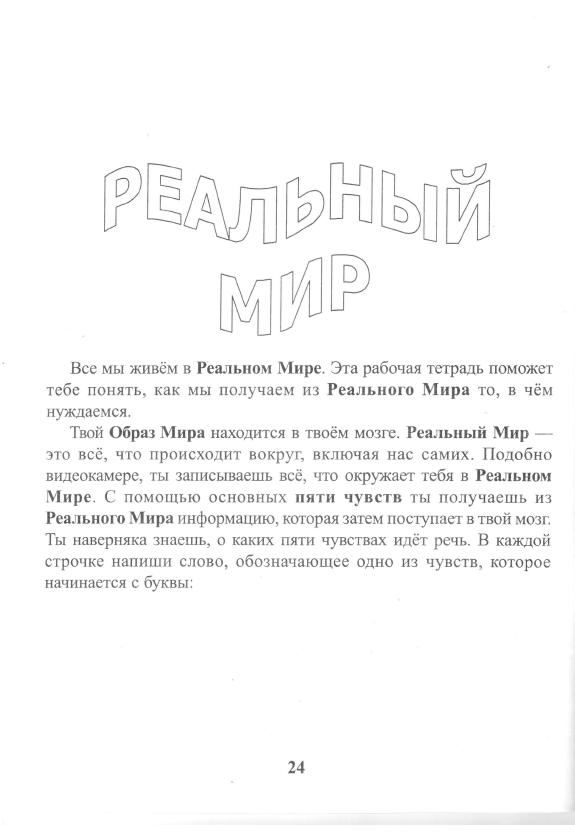 РЕАЛЬНЫЙ
МИР
Все мы живём в Реальном Мире. Эта рабочая тетрадь поможет
тебе понять, как мы получаем из Реального Мира то, в чём
нуждаемся.
Твой Образ Мира находится в твоём мозге. Реальный Мир —
это всё, что происходит вокруг, включая нас самих. Подобно
видеокамере, ты записываешь всё, что окружает тебя в Реальном
Мире. С помощью основных пяти чувств ты получаешь из
Реального Мира информацию, которая затем поступает в твой мозг.
Ты наверняка знаешь, о каких пяти чувствах идёт речь. В каждой
строчке напиши слово, обозначающее одно из чувств, которое
начинается с буквы:
24